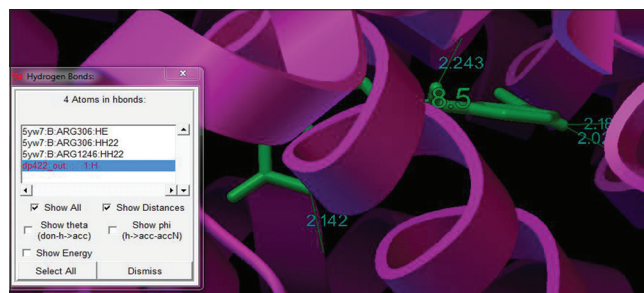 Hydrogen Bonds:
4 Atoms in hbonds:
5yw7:B:ARG306:HE
5yw7:B:ARG306:HH22
5yw7:B:ARG1246:HH22
dp422_out: :1:H
Show All
Show Distances
Show theta
(don-h->acc)
Show phi
(h->acc-accN)
Show Energy
Select All
Dismiss
2.243
-8.5
2.142